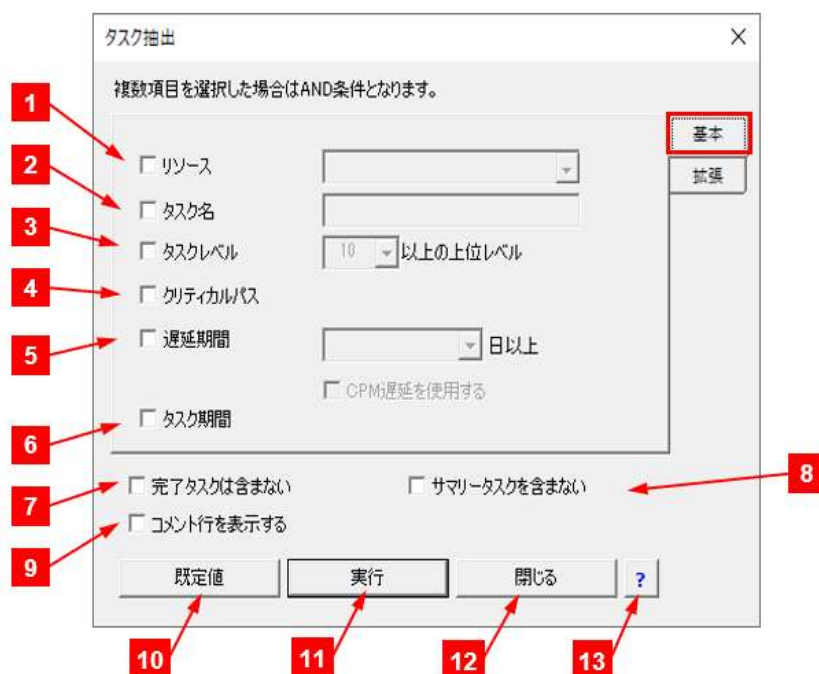 タスク抽出
複数項目を選択した場合はAND条件となります。
1
基本
2
リソース
拡張
タスク名
3
タスクレベル 10 以上の上位レベル
4
クリティカルパス
5
遅延期間 日以上
CPM遅延を使用する
6
タスク期間
7
完了タスクは含まない サマリータスクを含まない
8
9
コメント行を表示する
既定値 実行 閉じる ?
10 11 12 13